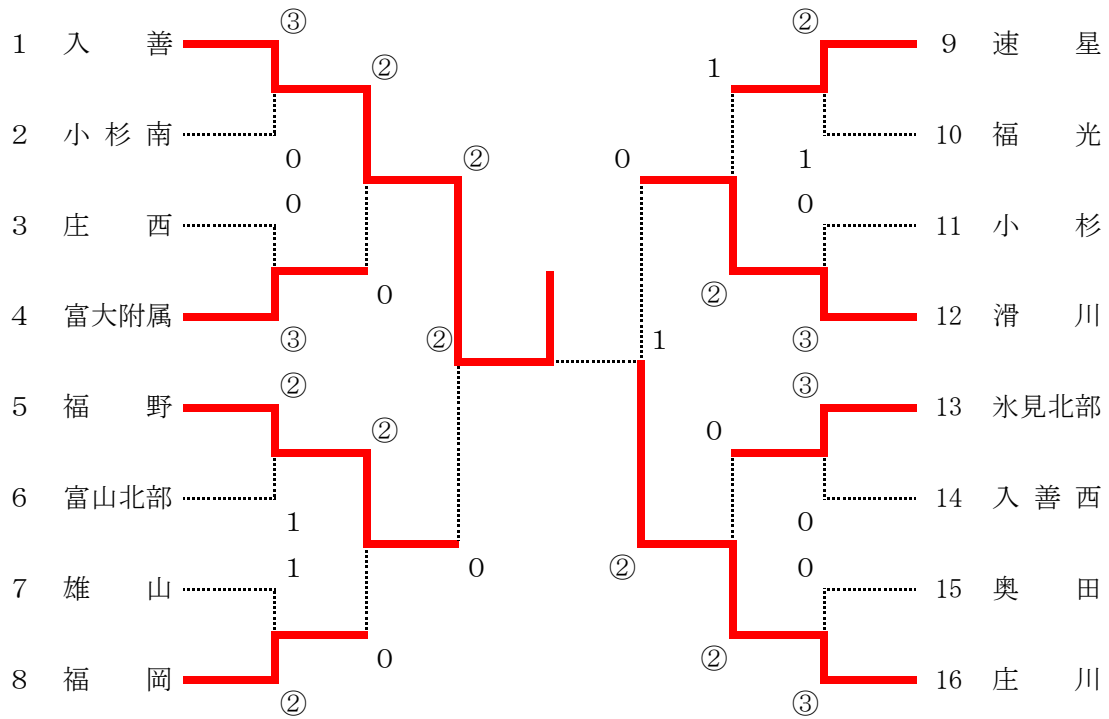 ③ ②
1 入 善 9 速 星
② 1
2 小 杉 南 10 福 光
0 ② 0 1
0 0
3 庄 西 11 小 杉
0 ②
4 富大附属 12 滑 川
③ ② 1 ③
② ③
5 福 野 13 氷見北部
② 0
6 富山北部 14 入 善 西
1 0
1 0 ② 0
7 雄 山 15 奥 田
0 ②
8 福 岡 16 庄 川
② ③